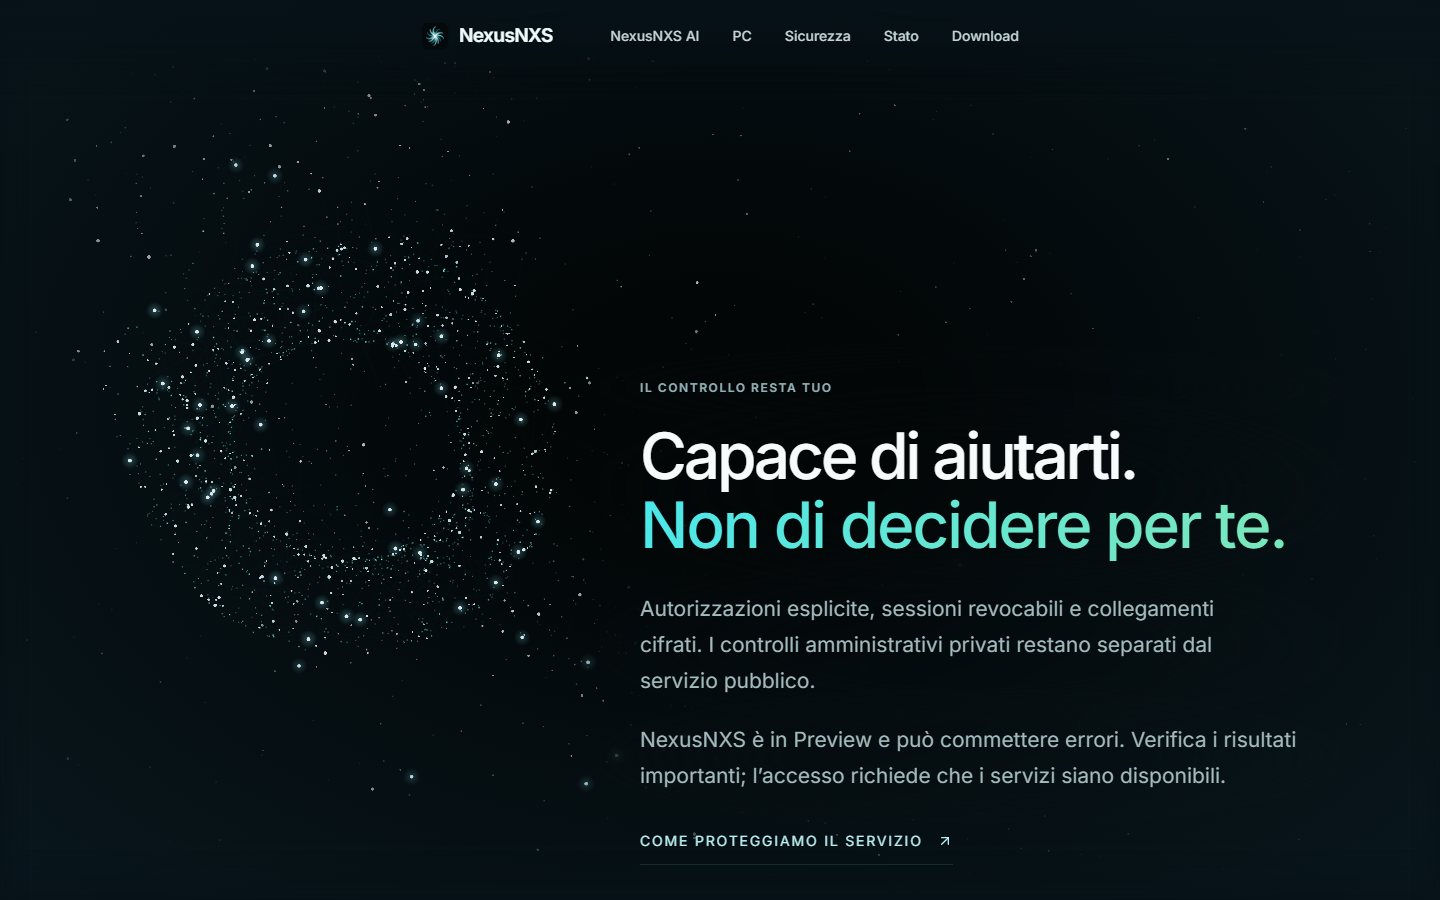 NexusNXS
NexusNXS AI
PC
Sicurezza
Stato
Download
IL CONTROLLO RESTA TUO
Capace di aiutarti.
Non di decidere per te.
Autorizzazioni esplicite, sessioni revocabili e collegamenti
cifrati. I controlli amministrativi privati restano separati dal
servizio pubblico.
NexusNXS è in Preview e può commettere errori. Verifica i risultati
importanti; l’accesso richiede che i servizi siano disponibili.
COME PROTEGGIAMO IL SERVIZIO